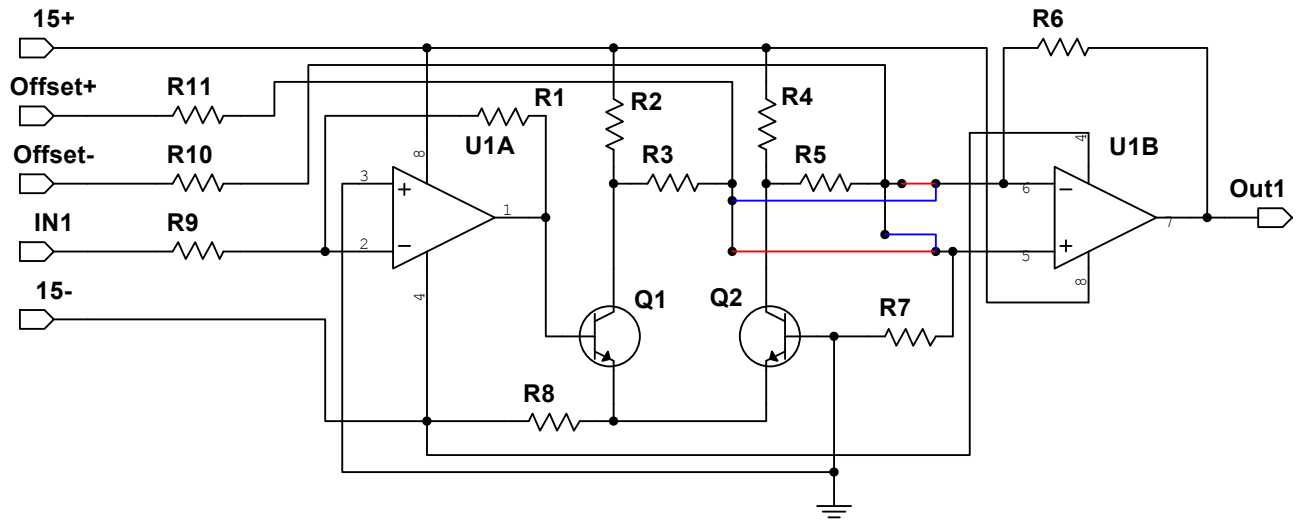 15+
R6
Offset+
R11
R1
R2
R4
Offset-
R10
U1A
8
R3
R5
4
U1B
3
1
6
7
Out1
IN1
R9
2
5
15-
4
Q1
Q2
R7
8
R8